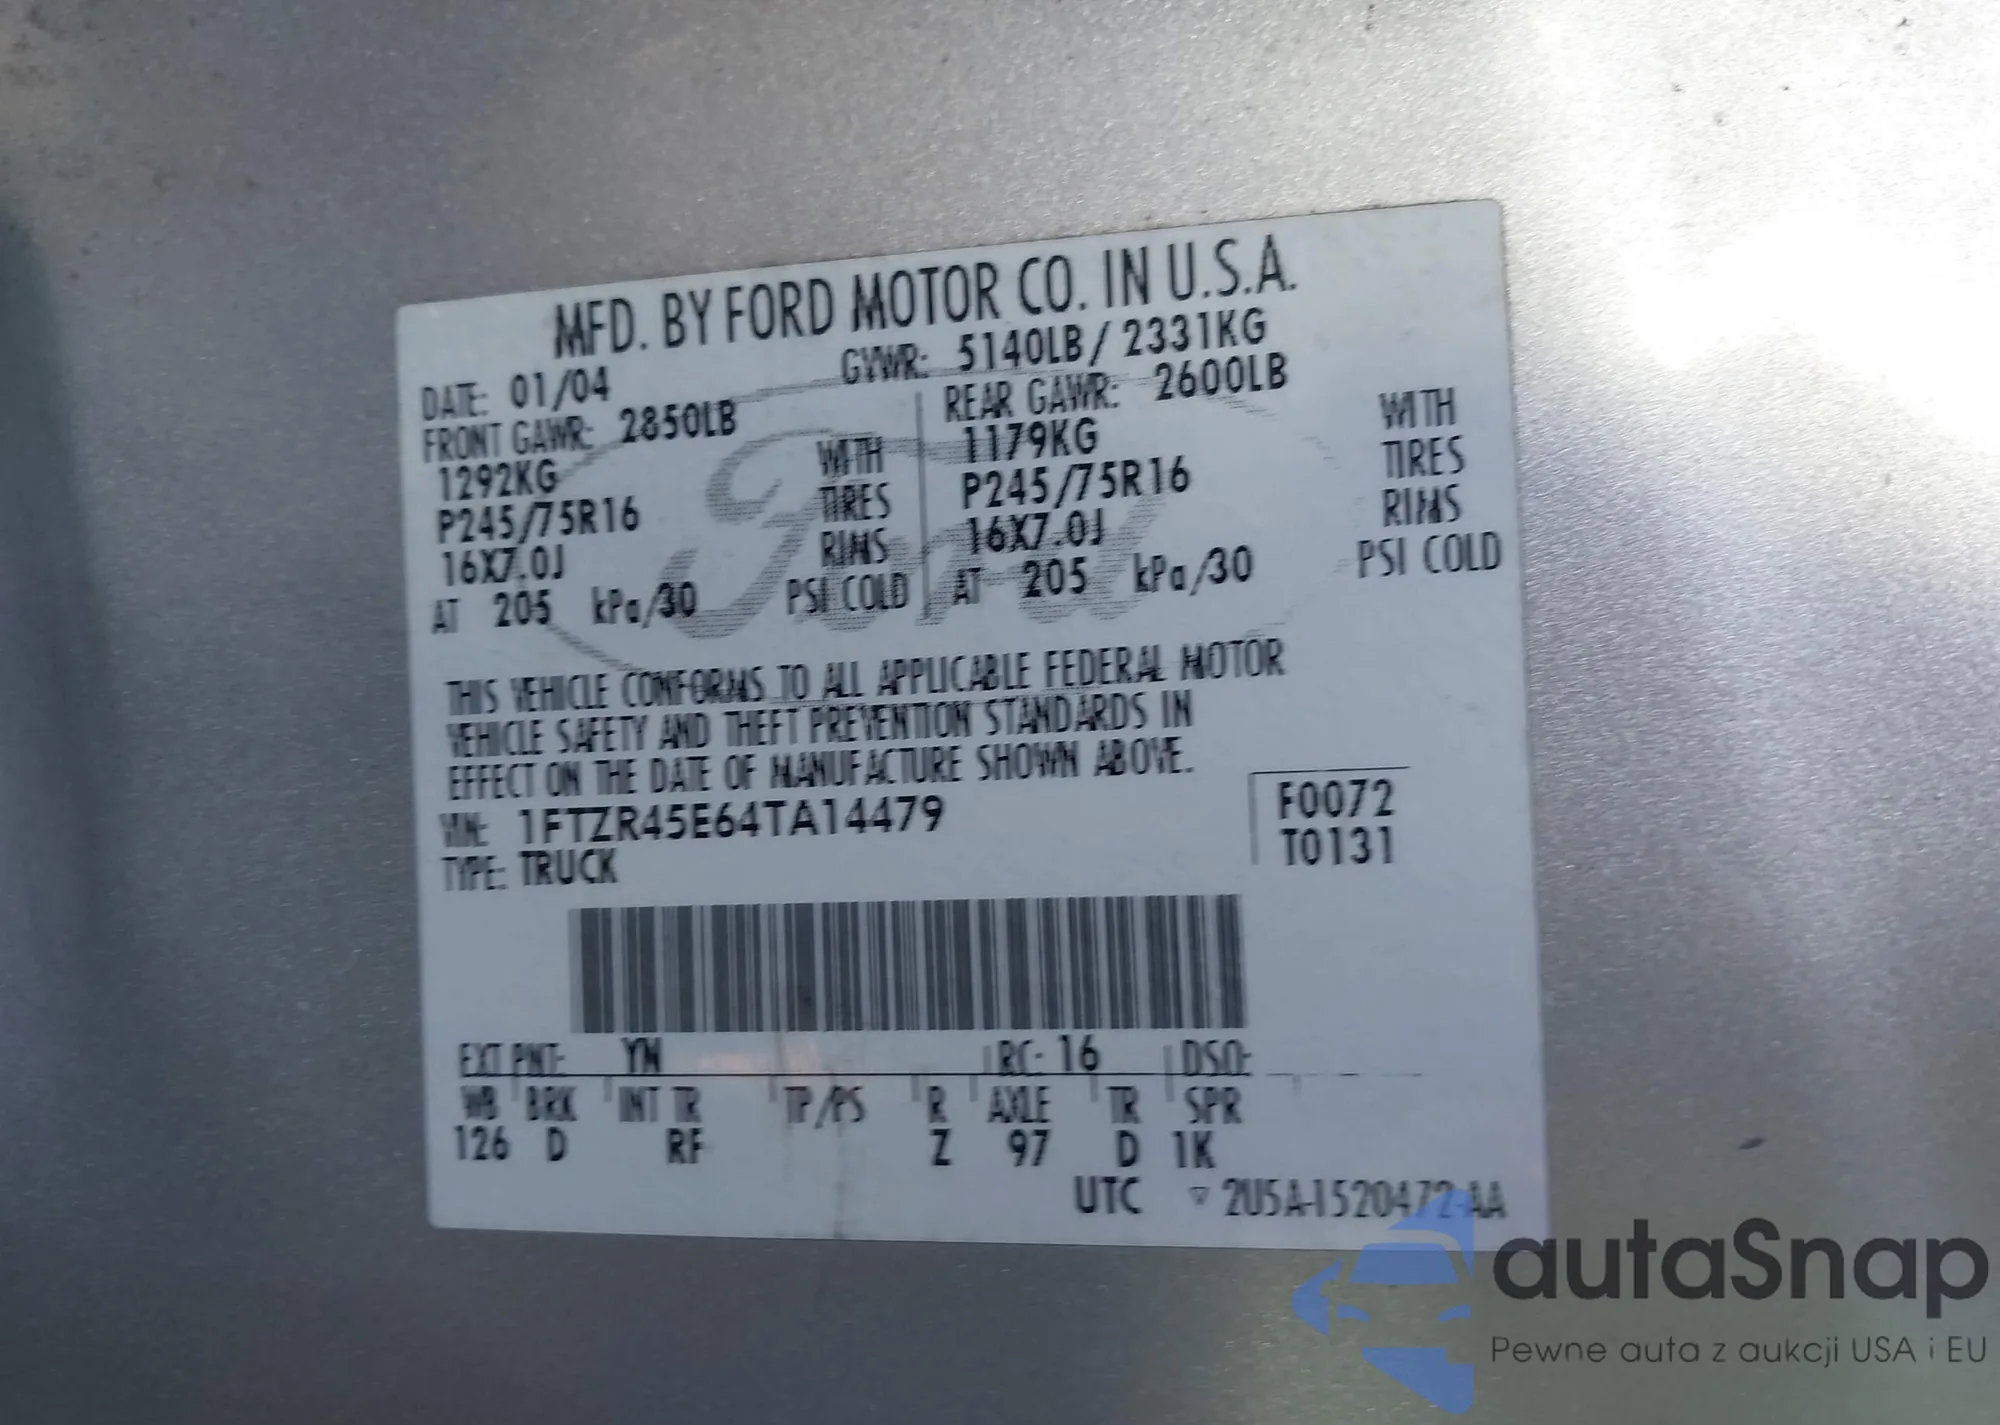 MFD. BY FORD MOTOR CO. IN U.S.A.
DATE: 01/04 GVWR: 5140LB / 2331KG
FRONT GAWR: 2850LB REAR GAWR: 2600LB
1292KG WITH 1179KG WITH
P245/75R16 TIRES P245/75R16 TIRES
16X7.0J RIMS 16X7.0J RIMS
AT 205 kPa/30 PSI COLD AT 205 kPa/30 PSI COLD
Ford
THIS VEHICLE CONFORMS TO ALL APPLICABLE FEDERAL MOTOR
VEHICLE SAFETY AND THEFT PREVENTION STANDARDS IN
EFFECT ON THE DATE OF MANUFACTURE SHOWN ABOVE.
VIN: 1FTZR45E64TA14479 F0072
TYPE: TRUCK T0131
EXT PNT: YN RC: 16 DSO:
WB BRK INT TR TP/PS R AXLE TR SPR
126 D RF Z 97 D 1K
UTC ▽ 2U5A-1520472-AA
autaSnap
Pewne auta z aukcji USA i EU